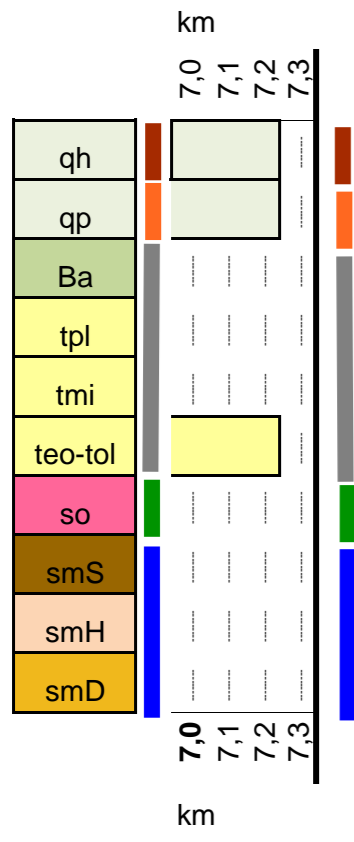 km
7,0 7,1 7,2 7,3
qh
qp
Ba
tpl
tmi
teo-tol
so
smS
smH
smD
7,0 7,1 7,2 7,3
km